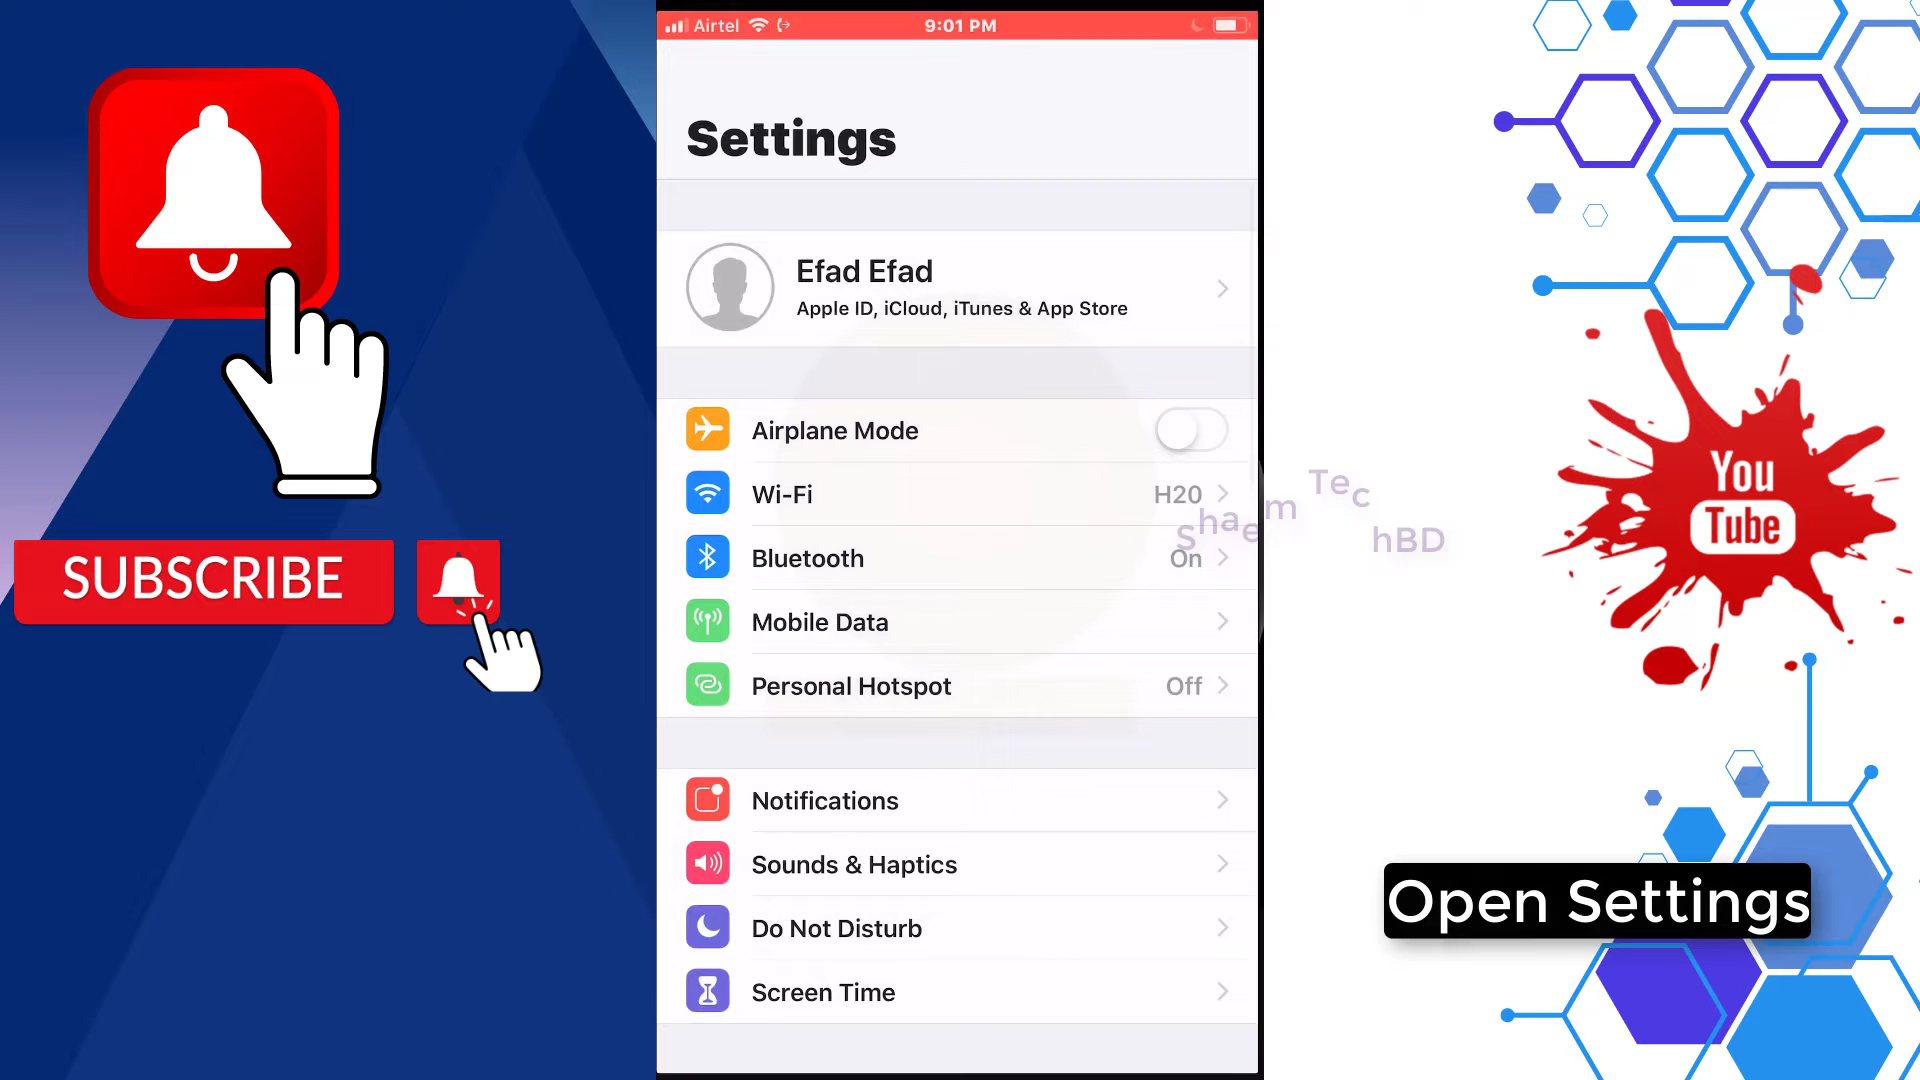 Airtel
9:01 PM
Settings
Efad Efad
Apple ID, iCloud, iTunes & App Store
Airplane Mode
Wi-Fi
H20
Bluetooth
On
Mobile Data
Personal Hotspot
Off
Notifications
Sounds & Haptics
Do Not Disturb
Screen Time
SUBSCRIBE
Shaem TechBD
You
Tube
Open Settings